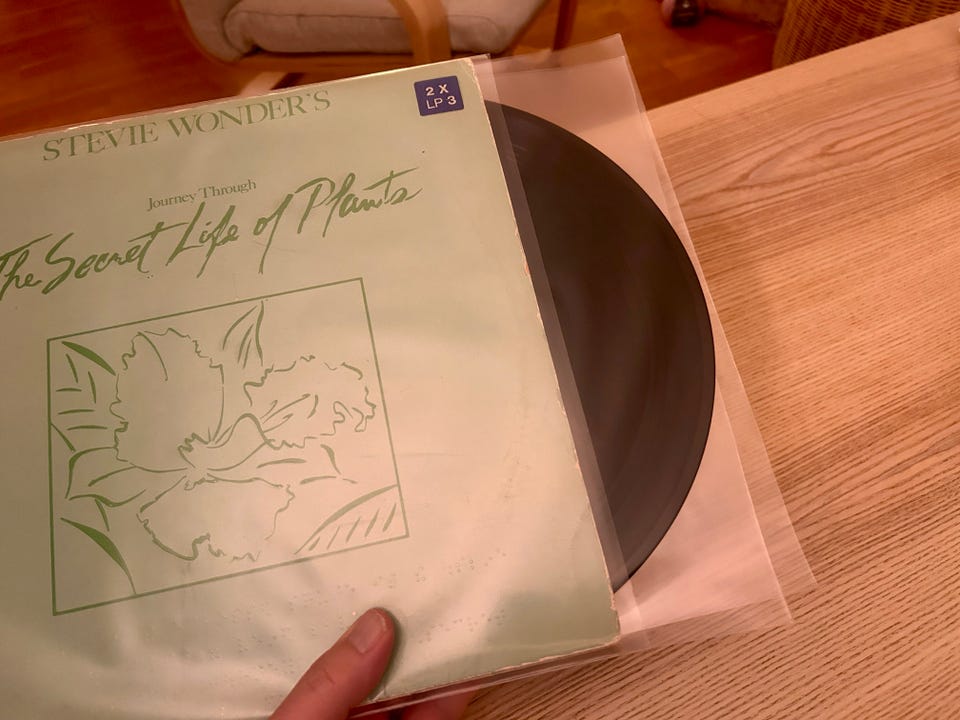 STEVIE WONDER'S
2 X
LP 3
Journey Through
The Secret Life of Plants